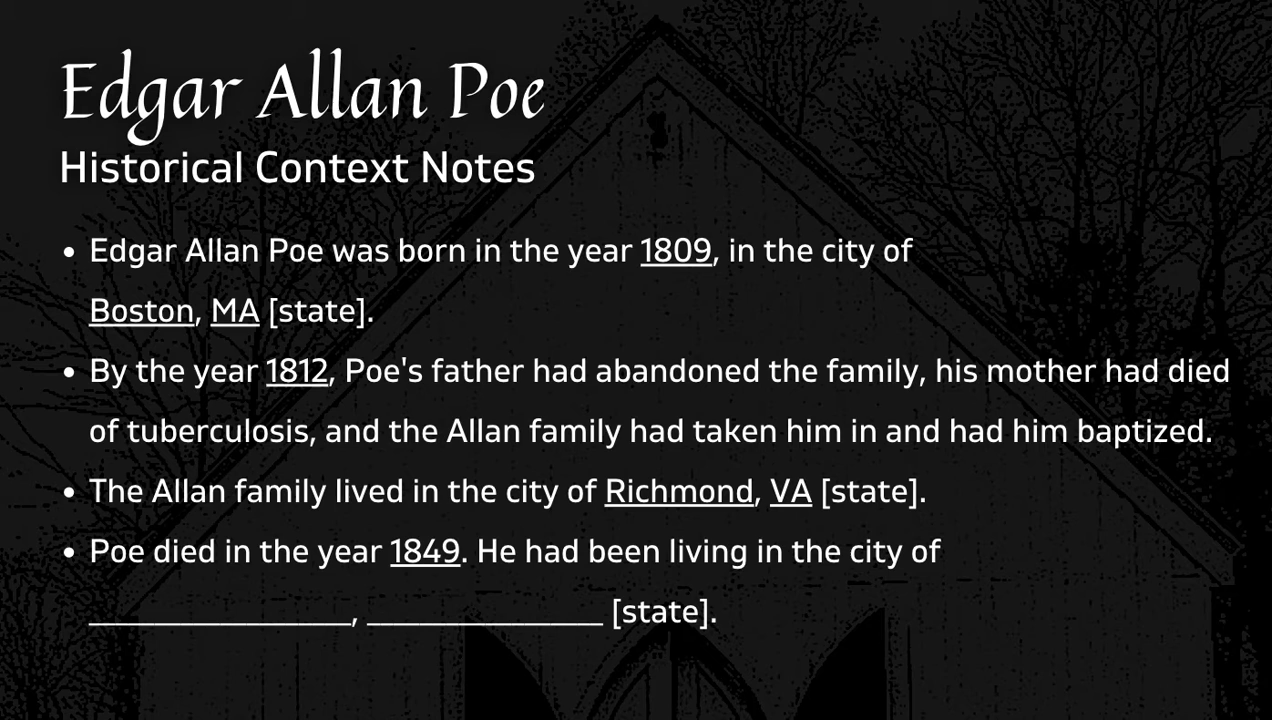 Edgar Allan Poe
Historical Context Notes
• Edgar Allan Poe was born in the year 1809, in the city of
Boston, MA [state].
• By the year 1812, Poe's father had abandoned the family, his mother had died
of tuberculosis, and the Allan family had taken him in and had him baptized.
• The Allan family lived in the city of Richmond, VA [state].
• Poe died in the year 1849. He had been living in the city of
________________, ______________ [state].